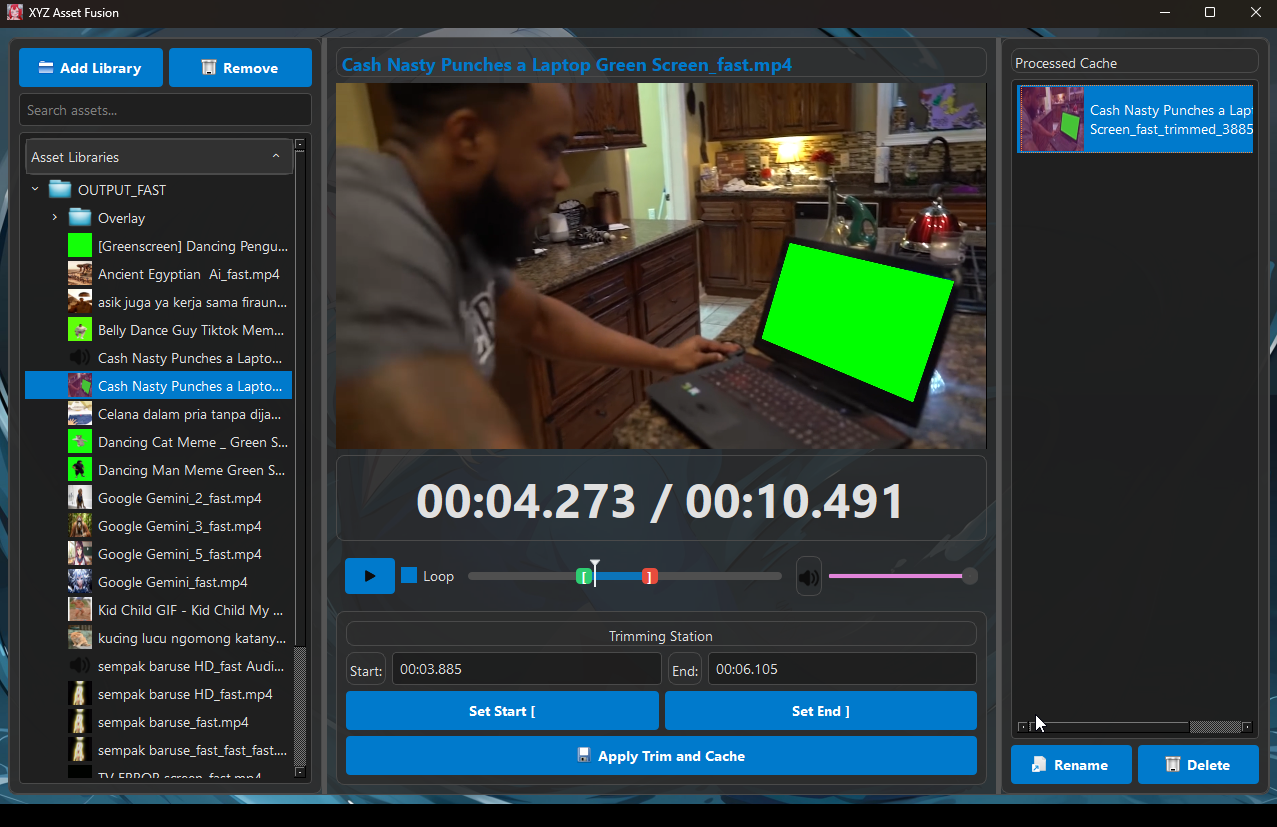 XYZ Asset Fusion
Add Library
Remove
Search assets...
Asset Libraries
OUTPUT_FAST
Overlay
[Greenscreen] Dancing Pengu...
Ancient Egyptian  Ai_fast.mp4
asik juga ya kerja sama firaun...
Belly Dance Guy Tiktok Mem...
Cash Nasty Punches a Lapto...
Cash Nasty Punches a Lapto...
Celana dalam pria tanpa dija...
Dancing Cat Meme _ Green S...
Dancing Man Meme Green S...
Google Gemini_2_fast.mp4
Google Gemini_3_fast.mp4
Google Gemini_5_fast.mp4
Google Gemini_fast.mp4
Kid Child GIF - Kid Child My ...
kucing lucu ngomong katany...
sempak baruse HD_fast Audi...
sempak baruse HD_fast.mp4
sempak baruse_fast.mp4
sempak baruse_fast_fast_fast....
TV ERROR screen_fast.mp4
Cash Nasty Punches a Laptop Green Screen_fast.mp4
00:04.273 / 00:10.491
Loop
[
]
Trimming Station
Start:
00:03.885
End:
00:06.105
Set Start [
Set End ]
Apply Trim and Cache
Processed Cache
Cash Nasty Punches a Lap
Screen_fast_trimmed_3885
Rename
Delete